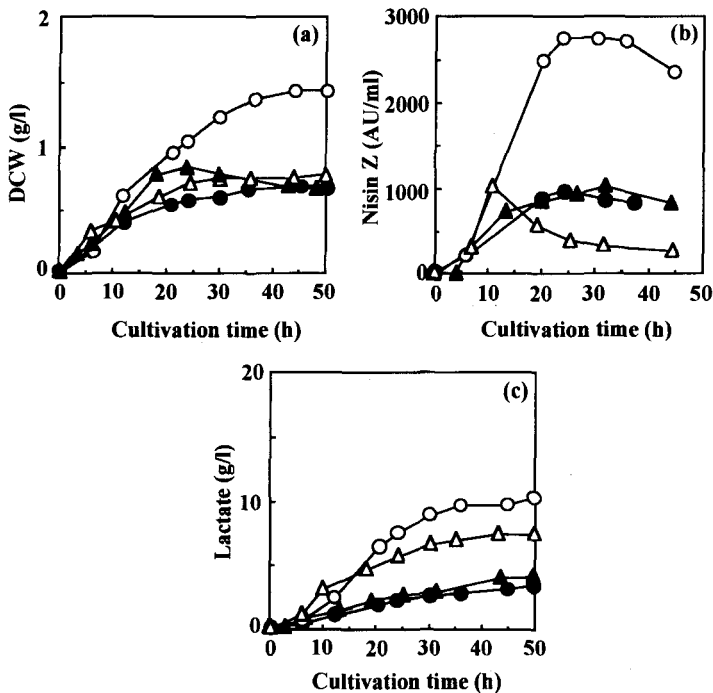 (a)
2
1
0
DCW (g/l)
0 10 20 30 40 50
Cultivation time (h)
(b)
3000
2000
1000
0
Nisin Z (AU/ml)
0 10 20 30 40 50
Cultivation time (h)
(c)
20
10
0
Lactate (g/l)
0 10 20 30 40 50
Cultivation time (h)